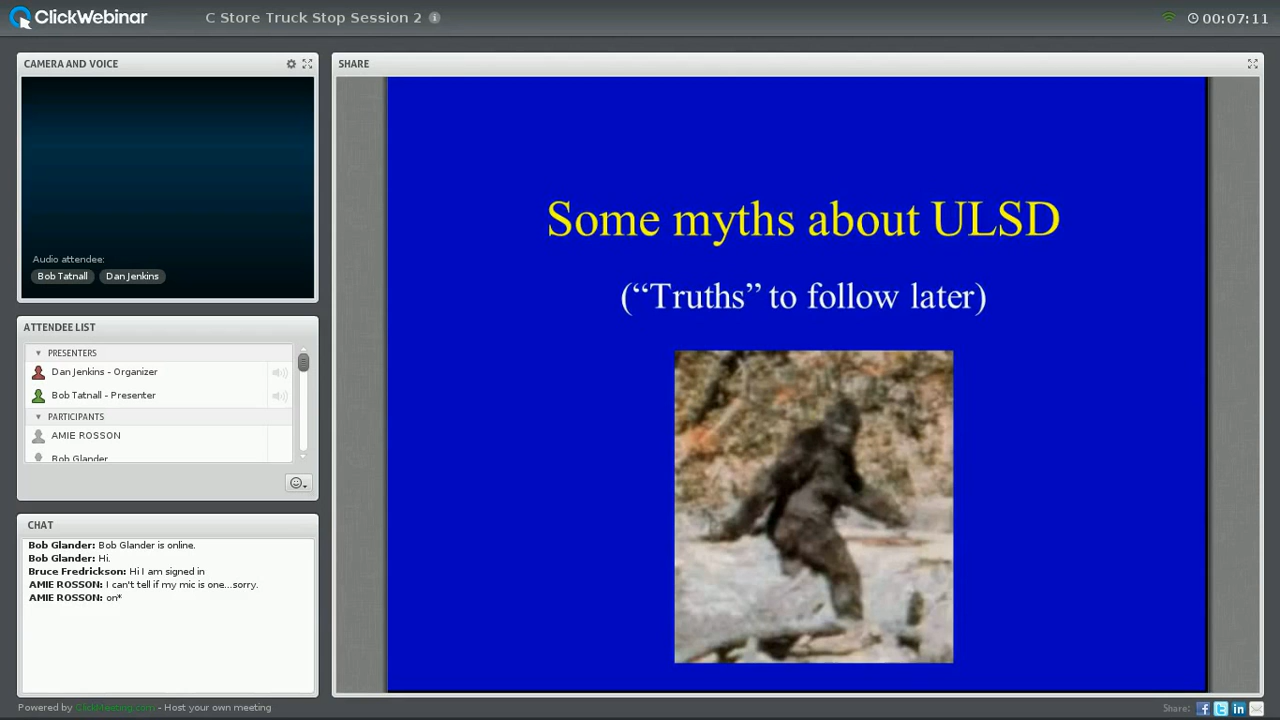 ClickWebinar
C Store Truck Stop Session 2
00:07:11
CAMERA AND VOICE
Audio attendee:
Bob Tatnall Dan Jenkins
ATTENDEE LIST
PRESENTERS
Dan Jenkins - Organizer
Bob Tatnall - Presenter
PARTICIPANTS
AMIE ROSSON
Bob Glander
CHAT
Bob Glander: Bob Glander is online.
Bob Glander: Hi.
Bruce Fredrickson: Hi I am signed in
AMIE ROSSON: I can't tell if my mic is one...sorry.
AMIE ROSSON: on*
SHARE
Some myths about ULSD
(“Truths” to follow later)
Powered by ClickMeeting.com - Host your own meeting
Share: